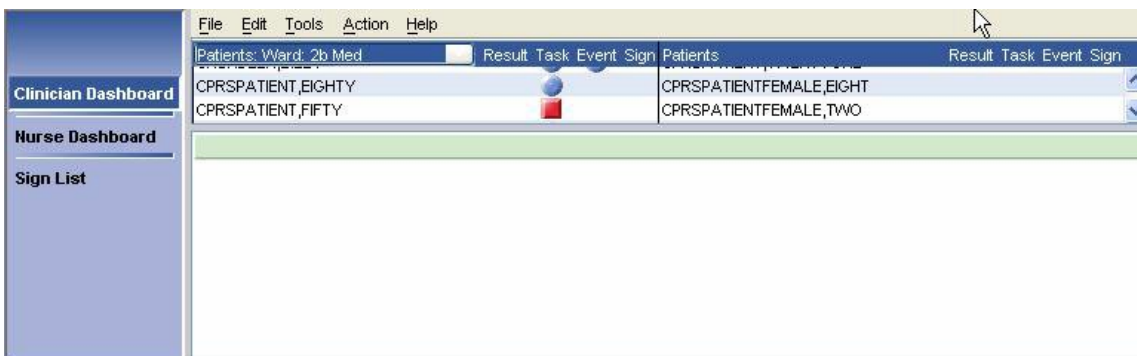 File Edit Tools Action Help
Patients: Ward: 2b Med Result Task Event Sign Patients Result Task Event Sign
CPRSPATIENT,EIGHTY CPRSPATIENTFEMALE,EIGHT
CPRSPATIENT,FIFTY CPRSPATIENTFEMALE,TWO
Clinician Dashboard
Nurse Dashboard
Sign List